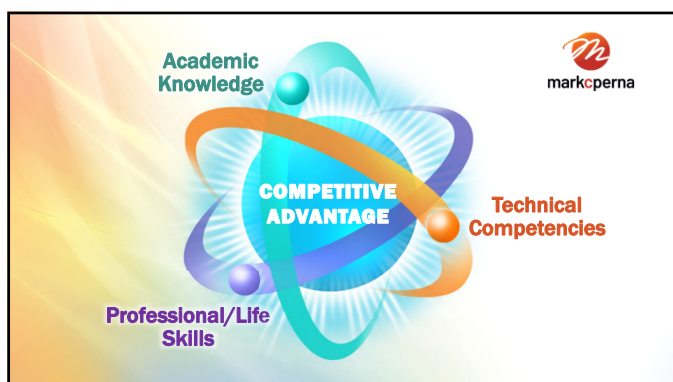 Academic
Knowledge
markcperna
COMPETITIVE
ADVANTAGE
Technical
Competencies
Professional/Life
Skills